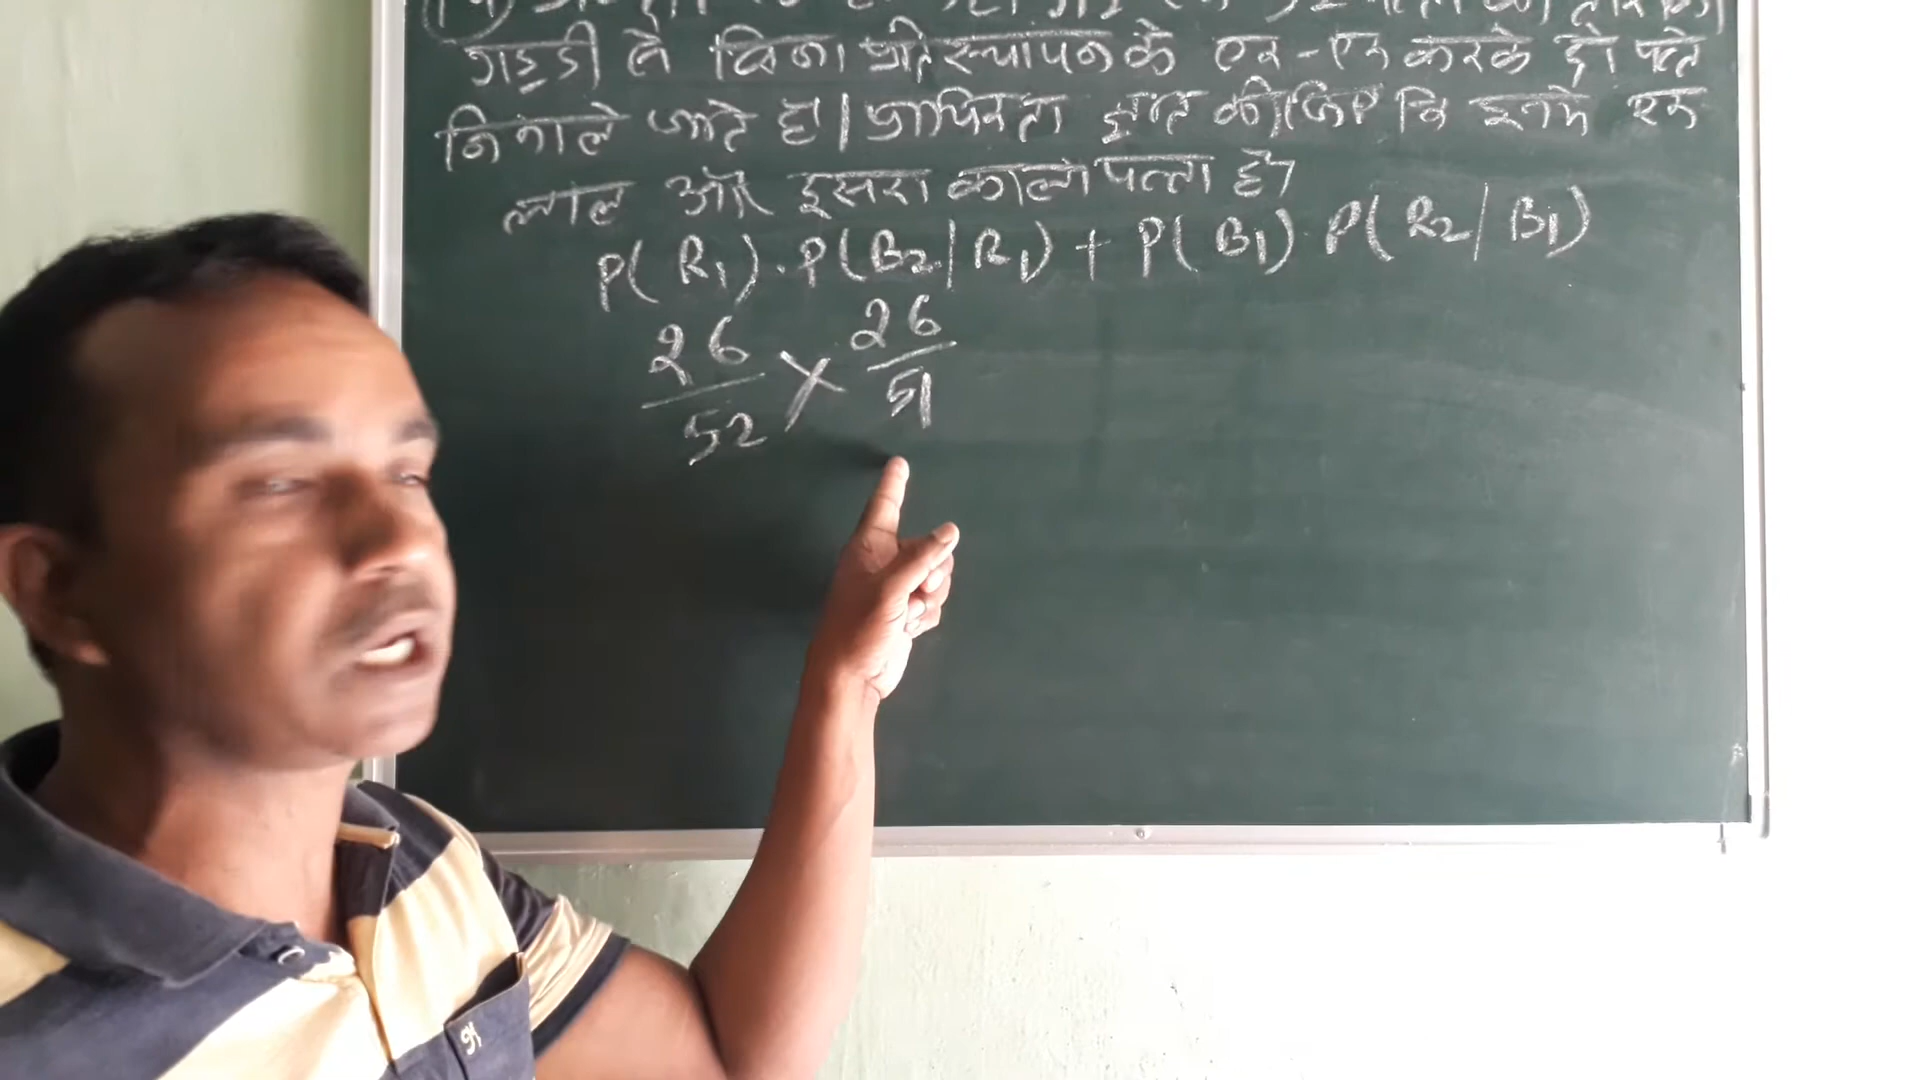 गड्डी से बिना प्रतिस्थापन के एक-एक करके दो पत्ते
निकाले जाते हैं। प्रायिकता ज्ञात कीजिए कि इनमें एक
लाल और दूसरा काला पत्ता है।
P(R₁).P(B₂/R₁)+P(B₁).P(R₂/B₁)
26/52 × 26/51